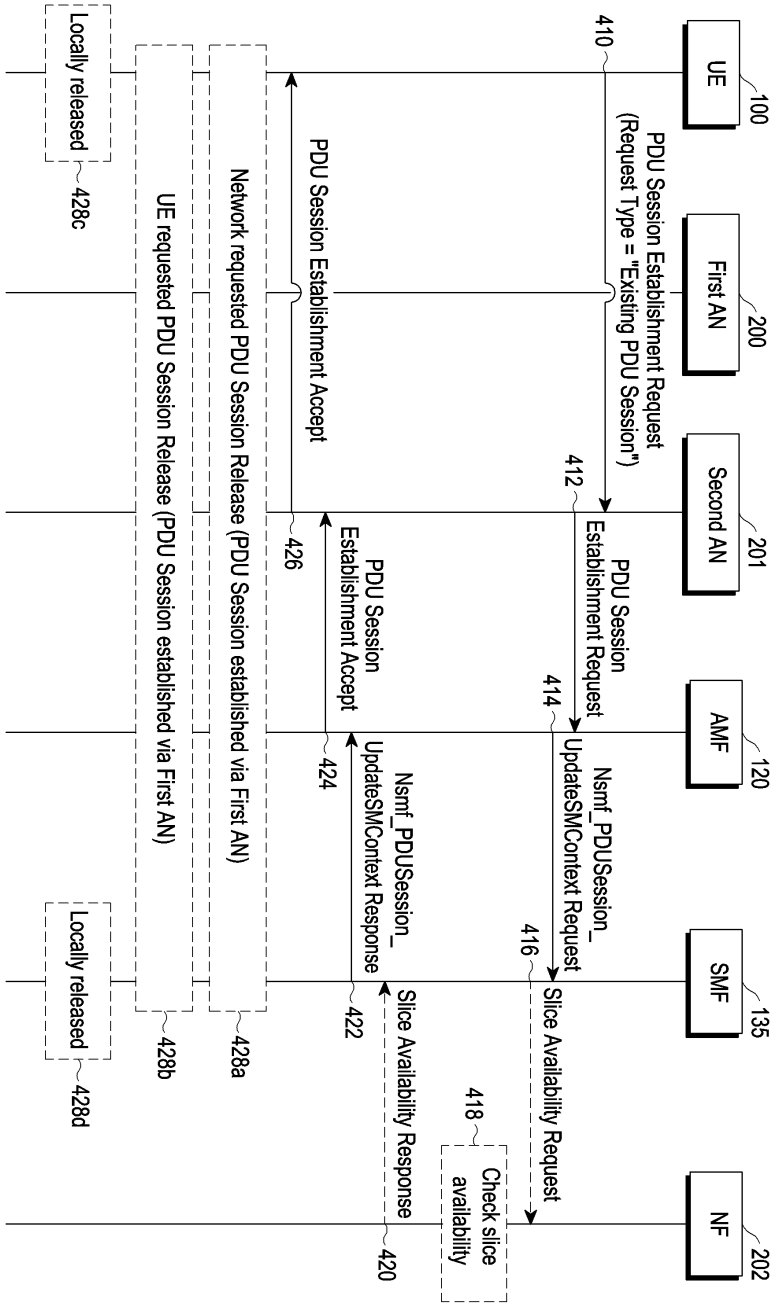 100
UE
200
First AN
201
Second AN
120
AMF
135
SMF
202
NF
410
PDU Session Establishment Request
(Request Type = "Existing PDU Session")
412
PDU Session
Establishment Request
414
Nsmf_PDUSession_
UpdateSMContext Request
416
Slice Availability Request
418
Check slice
availability
Slice Availability Response
420
Nsmf_PDUSession_
UpdateSMContext Response
422
PDU Session
Establishment Accept
424
PDU Session Establishment Accept
426
Network requested PDU Session Release (PDU Session established via First AN)
428a
UE requested PDU Session Release (PDU Session established via First AN)
428b
Locally released
428c
Locally released
428d